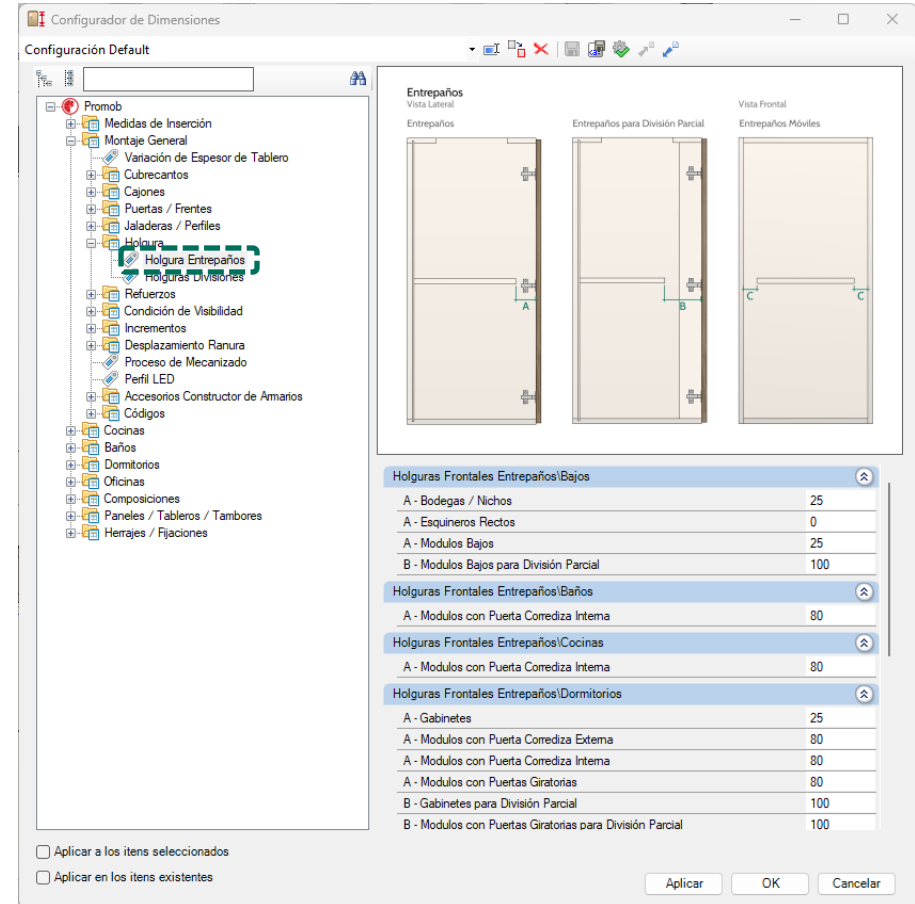 Configurador de Dimensiones
Configuración Default
Promob
Medidas de Inserción
Montaje General
Variación de Espesor de Tablero
Cubrecantos
Cajones
Puertas / Frentes
Jaladeras / Perfiles
Holgura
Holgura Entrepaños
Holguras Divisiones
Refuerzos
Condición de Visibilidad
Incrementos
Desplazamiento Ranura
Proceso de Mecanizado
Perfil LED
Accesorios Constructor de Armarios
Códigos
Cocinas
Baños
Dormitorios
Oficinas
Composiciones
Paneles / Tableros / Tambores
Herrajes / Fijaciones
Entrepaños
Vista Lateral
Vista Frontal
Entrepaños
Entrepaños para División Parcial
Entrepaños Móviles
A
B
C
C
Holguras Frontales Entrepaños\Bajos
A - Bodegas / Nichos 25
A - Esquineros Rectos 0
A - Modulos Bajos 25
B - Modulos Bajos para División Parcial 100
Holguras Frontales Entrepaños\Baños
A - Modulos con Puerta Corrediza Interna 80
Holguras Frontales Entrepaños\Cocinas
A - Modulos con Puerta Corrediza Interna 80
Holguras Frontales Entrepaños\Dormitorios
A - Gabinetes 25
A - Modulos con Puerta Corrediza Externa 80
A - Modulos con Puerta Corrediza Interna 80
A - Modulos con Puertas Giratorias 80
B - Gabinetes para División Parcial 100
B - Modulos con Puertas Giratorias para División Parcial 100
Aplicar a los itens seleccionados
Aplicar en los itens existentes
Aplicar
OK
Cancelar